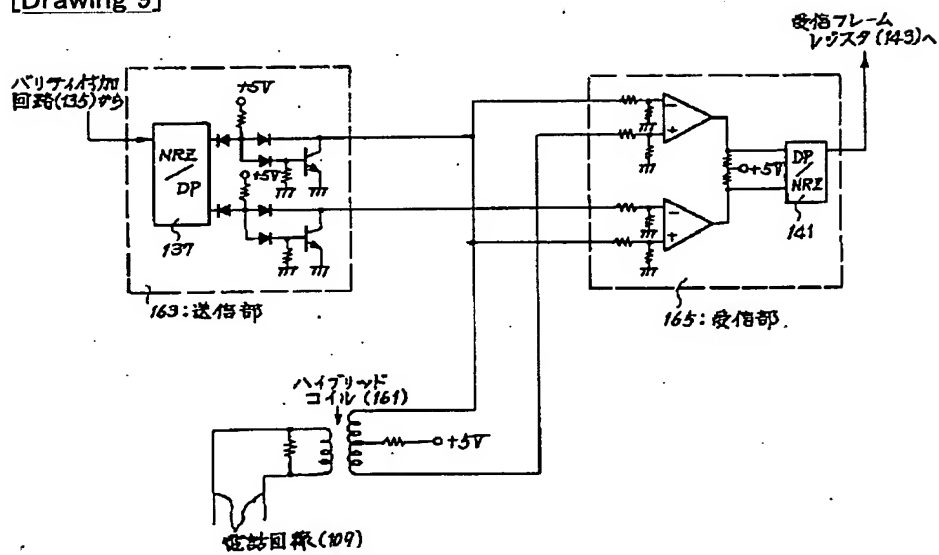 [Drawing 9]
受信フレーム
レジスタ(143)へ
パリティ付加
回路(135)から
+5V
NRZ/DP
+5V
137
163:送信部
+5V
DP/NRZ
141
165:受信部
ハイブリッド
コイル(161)
+5V
電話回線(109)